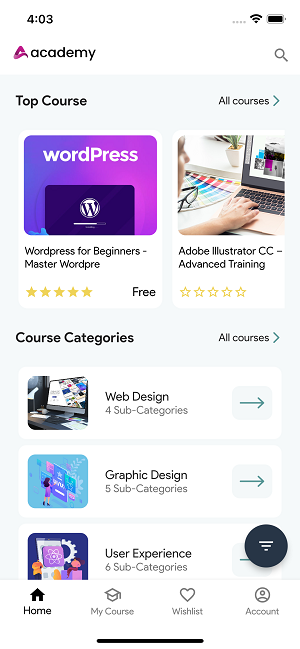 4:03
academy
Top Course
All courses
wordPress
Wordpress for Beginners -
Master Wordpre
Free
Adobe Illustrator CC –
Advanced Training
Course Categories
All courses
Web Design
4 Sub-Categories
Graphic Design
5 Sub-Categories
User Experience
6 Sub-Categories
Home
My Course
Wishlist
Account